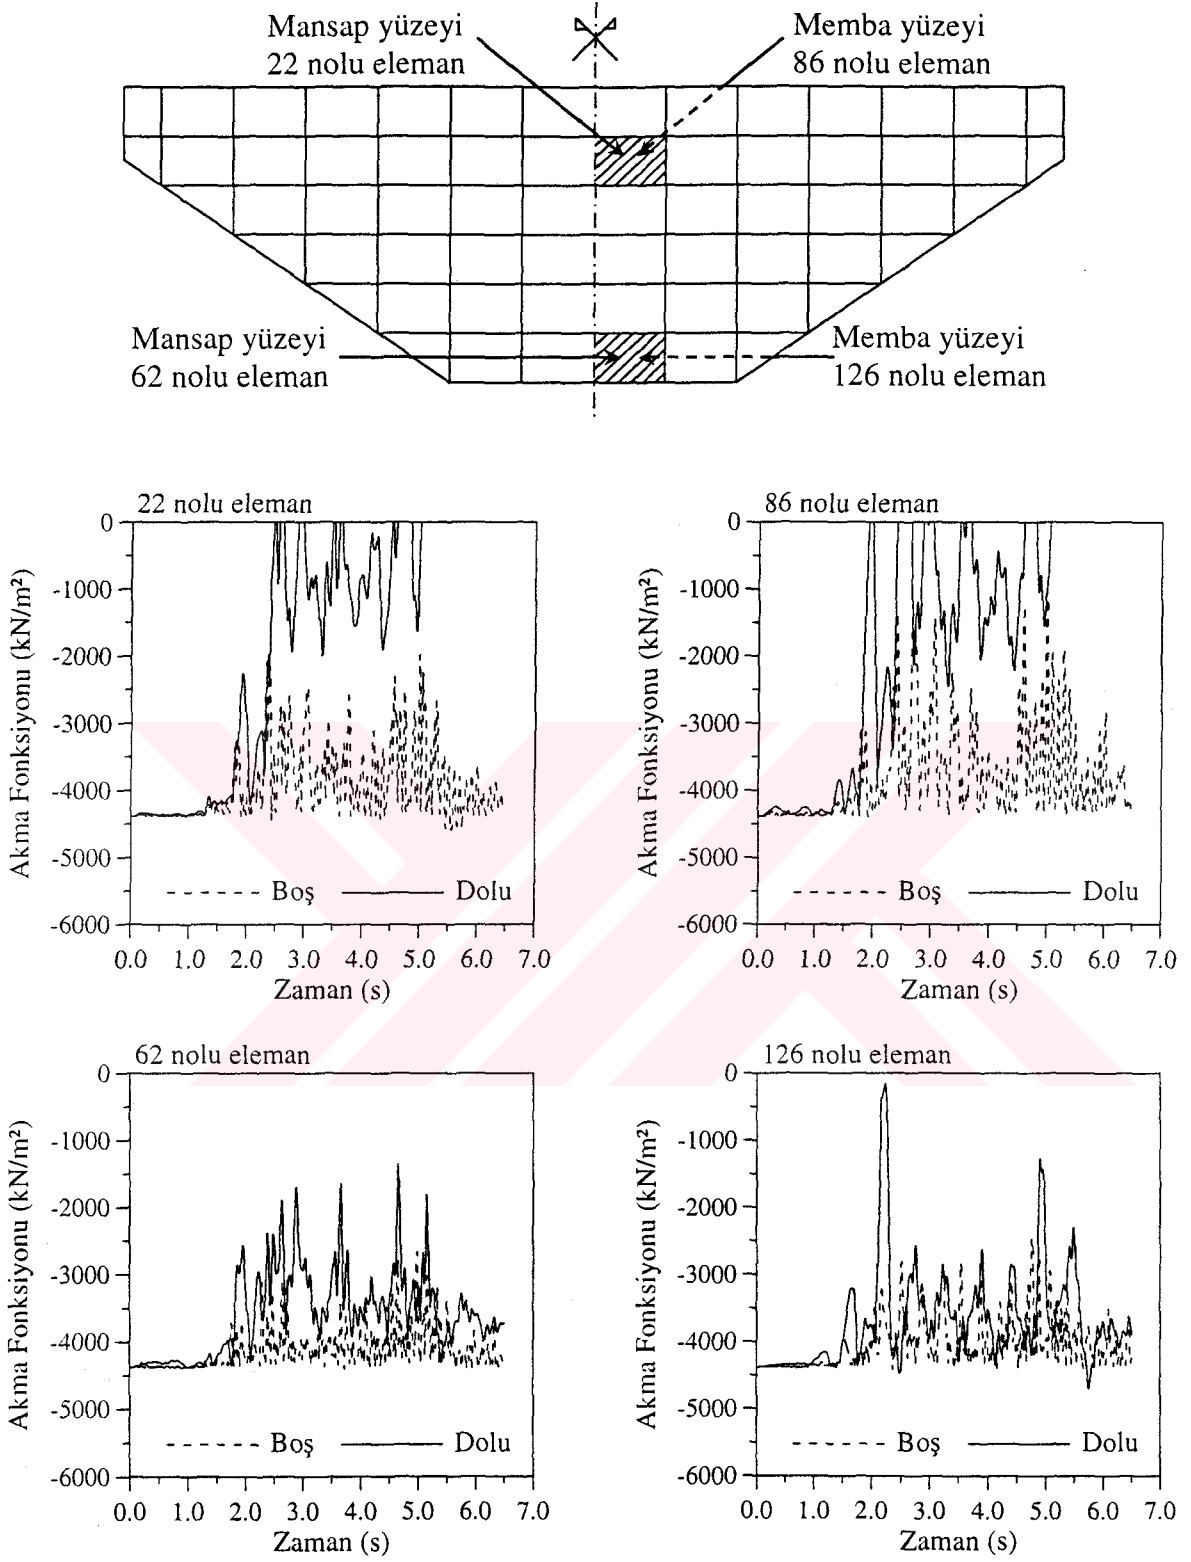 Mansap yüzeyi
22 nolu eleman
Memba yüzeyi
86 nolu eleman
Mansap yüzeyi
62 nolu eleman
Memba yüzeyi
126 nolu eleman
22 nolu eleman
0
-1000
-2000
-3000
-4000
-5000
-6000
Akma Fonksiyonu (kN/m²)
Boş
Dolu
0.0 1.0 2.0 3.0 4.0 5.0 6.0 7.0
Zaman (s)
86 nolu eleman
0
-1000
-2000
-3000
-4000
-5000
-6000
Akma Fonksiyonu (kN/m²)
Boş
Dolu
0.0 1.0 2.0 3.0 4.0 5.0 6.0 7.0
Zaman (s)
62 nolu eleman
0
-1000
-2000
-3000
-4000
-5000
-6000
Akma Fonksiyonu (kN/m²)
Boş
Dolu
0.0 1.0 2.0 3.0 4.0 5.0 6.0 7.0
Zaman (s)
126 nolu eleman
0
-1000
-2000
-3000
-4000
-5000
-6000
Akma Fonksiyonu (kN/m²)
Boş
Dolu
0.0 1.0 2.0 3.0 4.0 5.0 6.0 7.0
Zaman (s)